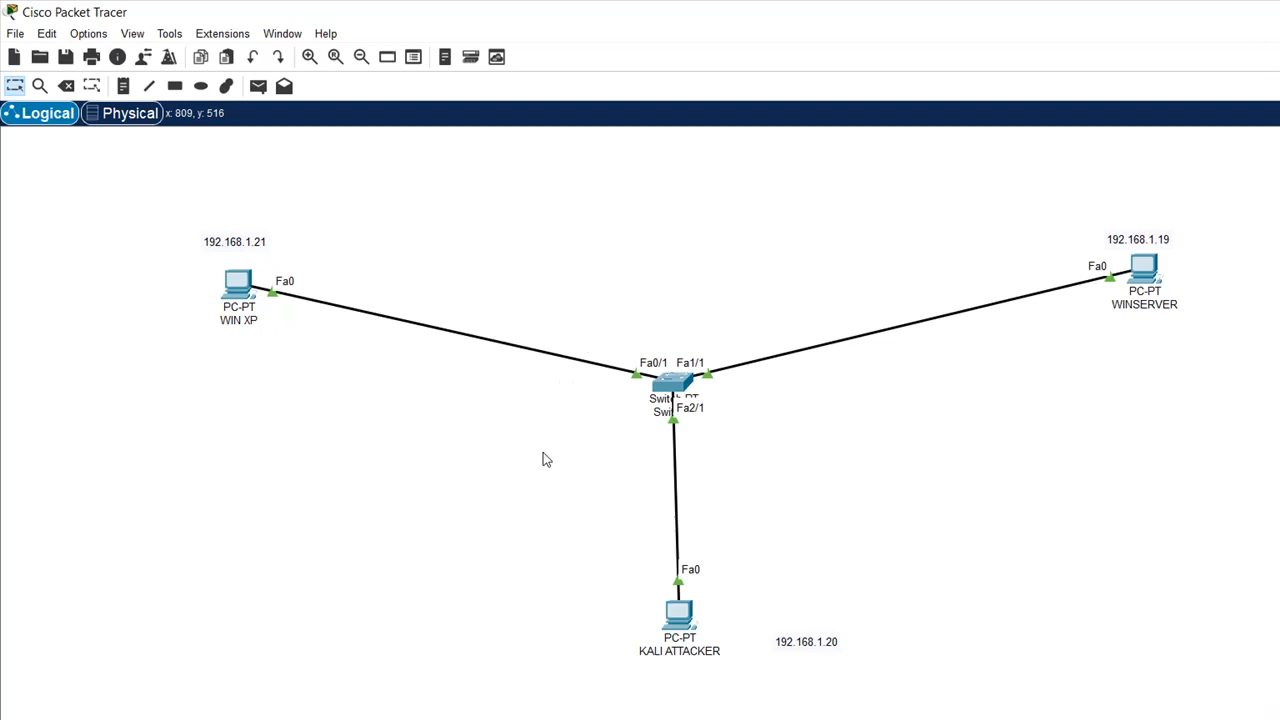 Cisco Packet Tracer
File Edit Options View Tools Extensions Window Help
Logical Physical x: 809, y: 516
192.168.1.21
192.168.1.19
Fa0
PC-PT
WIN XP
Fa0
PC-PT
WINSERVER
Fa0/1 Fa1/1
Fa2/1
Fa0
PC-PT
KALI ATTACKER
192.168.1.20